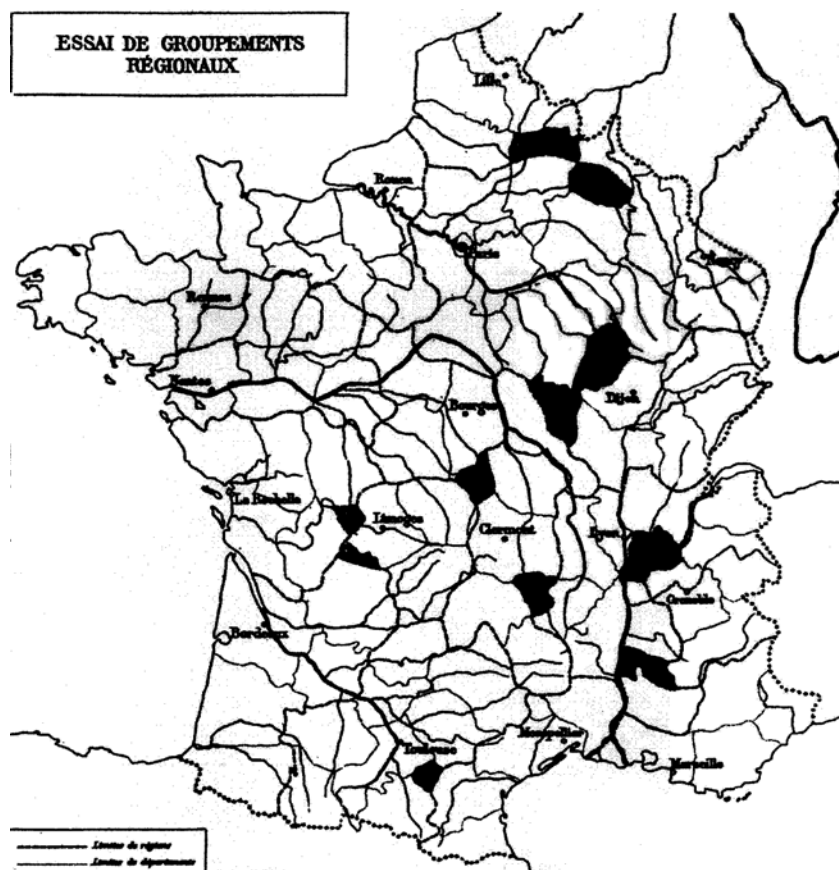 ESSAI DE GROUPEMENTS
RÉGIONAUX
Lille
Rouen
Paris
Nancy
Rennes
Nantes
Dijon
Bourges
La Rochelle
Limoges
Clermont
Lyon
Grenoble
Bordeaux
Toulouse
Montpellier
Marseille
Limites de régions
Limites de départements